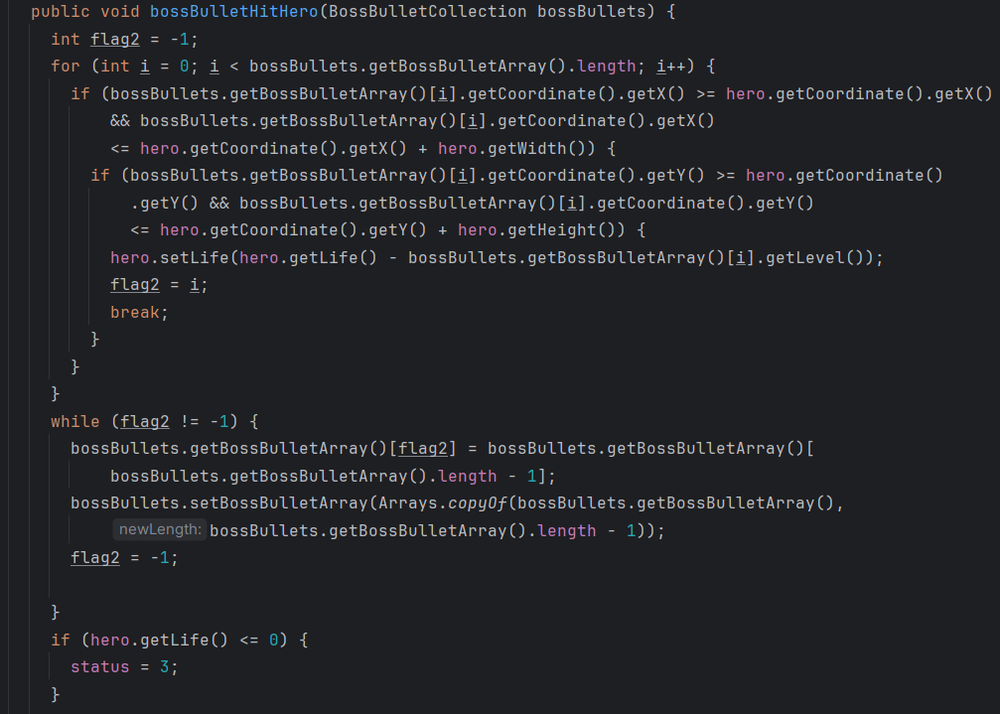 public void bossBulletHitHero(BossBulletCollection bossBullets) {
int flag2 = -1;
for (int i = 0; i < bossBullets.getBossBulletArray().length; i++) {
if (bossBullets.getBossBulletArray()[i].getCoordinate().getX() >= hero.getCoordinate().getX()
&& bossBullets.getBossBulletArray()[i].getCoordinate().getX()
<= hero.getCoordinate().getX() + hero.getWidth()) {
if (bossBullets.getBossBulletArray()[i].getCoordinate().getY() >= hero.getCoordinate()
.getY() && bossBullets.getBossBulletArray()[i].getCoordinate().getY()
<= hero.getCoordinate().getY() + hero.getHeight()) {
hero.setLife(hero.getLife() - bossBullets.getBossBulletArray()[i].getLevel());
flag2 = i;
break;
}
}
}
while (flag2 != -1) {
bossBullets.getBossBulletArray()[flag2] = bossBullets.getBossBulletArray()[
bossBullets.getBossBulletArray().length - 1];
bossBullets.setBossBulletArray(Arrays.copyOf(bossBullets.getBossBulletArray(),
newLength: bossBullets.getBossBulletArray().length - 1));
flag2 = -1;
}
if (hero.getLife() <= 0) {
status = 3;
}